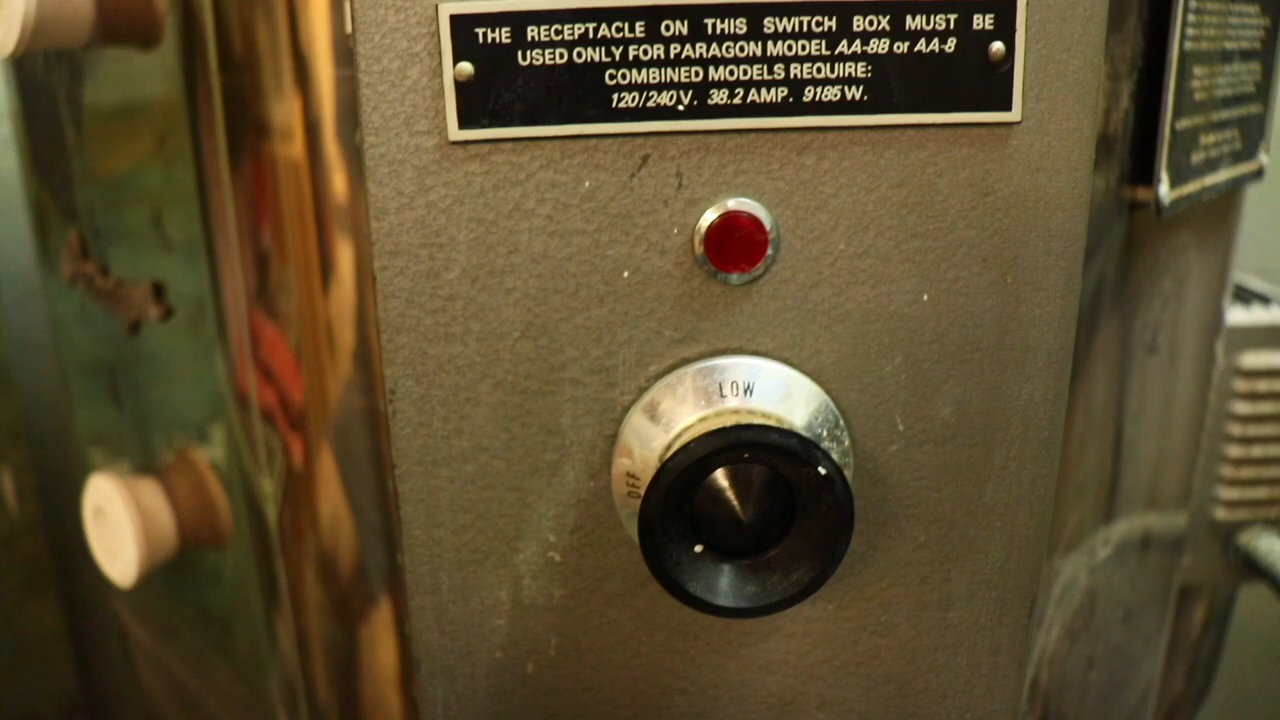 THE RECEPTACLE ON THIS SWITCH BOX MUST BE
USED ONLY FOR PARAGON MODEL AA-8B or AA-8
COMBINED MODELS REQUIRE:
120/240 V. 38.2 AMP. 9185 W.
LOW
OFF